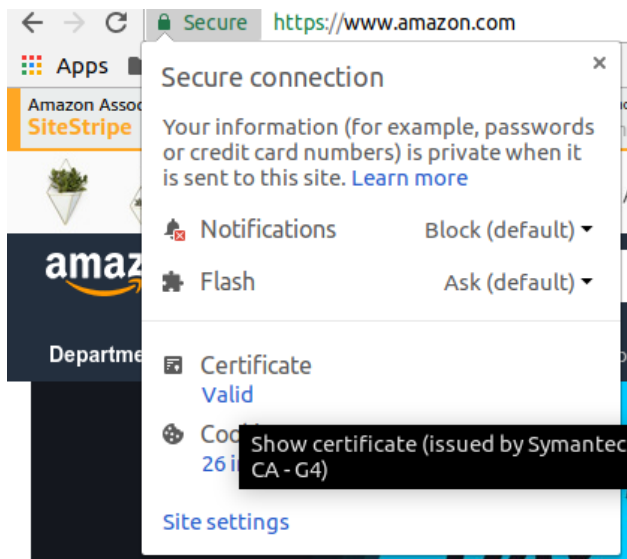 Secure https://www.amazon.com
Apps
Secure connection
Amazon Assoc
SiteStripe
Your information (for example, passwords
or credit card numbers) is private when it
is sent to this site. Learn more
Notifications Block (default)
amaz
Flash Ask (default)
Departme
Certificate
Valid
Show certificate (issued by Symantec
26
CA - G4)
Site settings